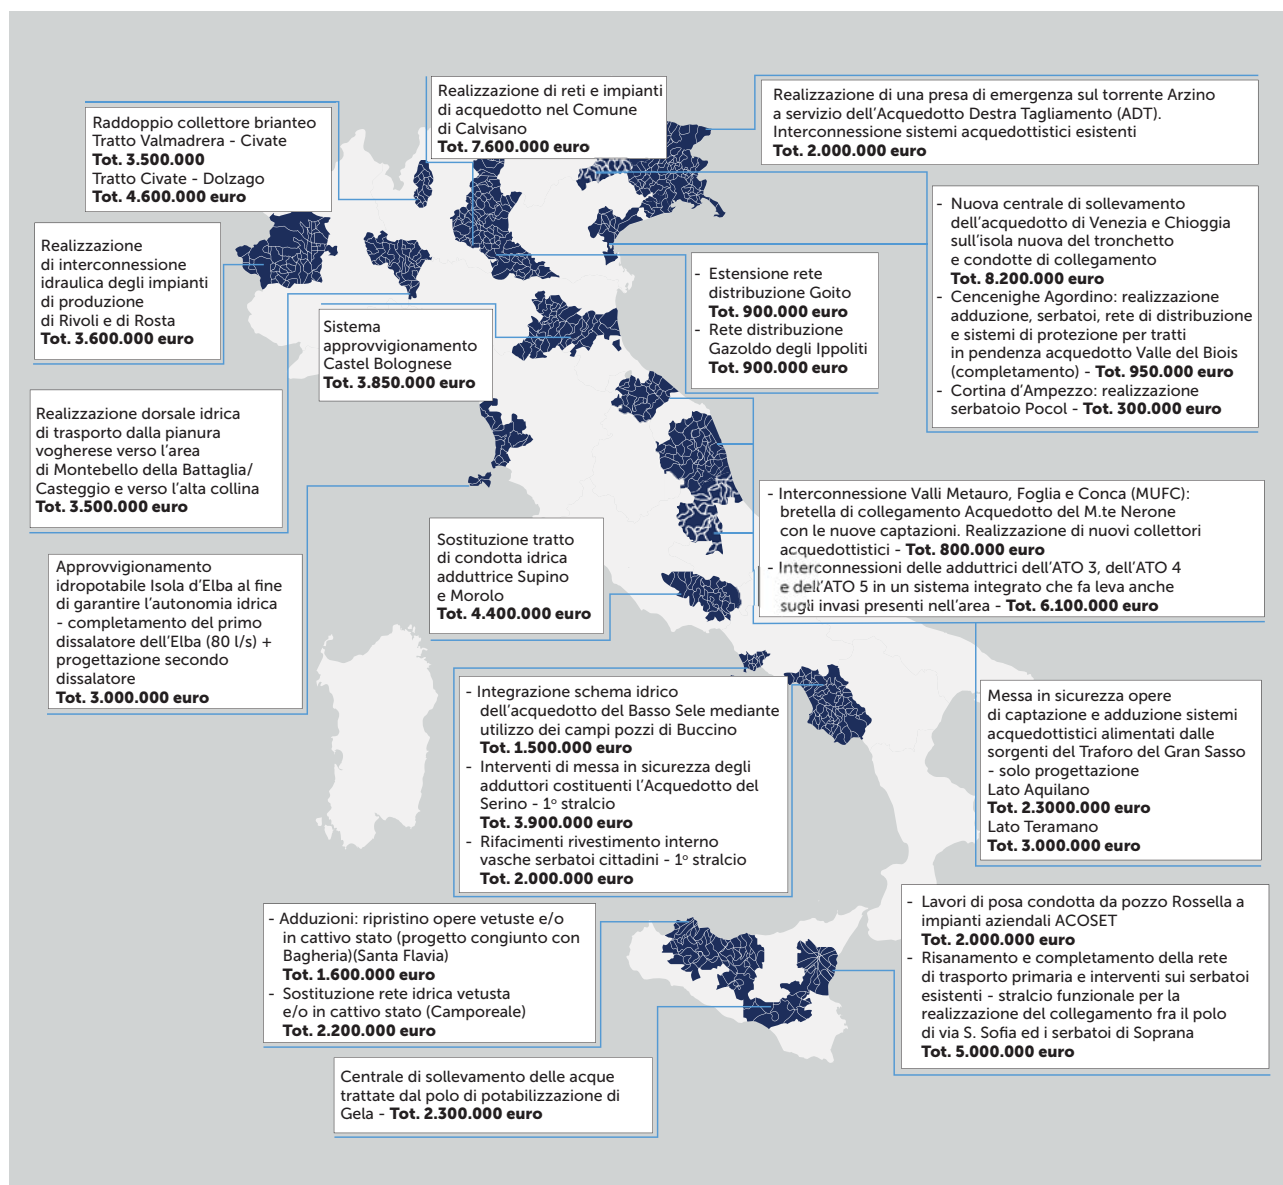 Realizzazione di reti e impianti
di acquedotto nel Comune
di Calvisano
Tot. 7.600.000 euro
Realizzazione di una presa di emergenza sul torrente Arzino
a servizio dell'Acquedotto Destra Tagliamento (ADT).
Interconnessione sistemi acquedottistici esistenti
Tot. 2.000.000 euro
Raddoppio collettore brianteo
Tratto Valmadrera - Civate
Tot. 3.500.000
Tratto Civate - Dolzago
Tot. 4.600.000 euro
- Nuova centrale di sollevamento
dell'acquedotto di Venezia e Chioggia
sull'isola nuova del tronchetto
e condotte di collegamento
Tot. 8.200.000 euro
- Cencenighe Agordino: realizzazione
adduzione, serbatoi, rete di distribuzione
e sistemi di protezione per tratti
in pendenza acquedotto Valle del Biois
(completamento) - Tot. 950.000 euro
- Cortina d'Ampezzo: realizzazione
serbatoio Pocol - Tot. 300.000 euro
Realizzazione
di interconnessione
idraulica degli impianti
di produzione
di Rivoli e di Rosta
Tot. 3.600.000 euro
- Estensione rete
distribuzione Goito
Tot. 900.000 euro
- Rete distribuzione
Gazoldo degli Ippoliti
Tot. 900.000 euro
Sistema
approvvigionamento
Castel Bolognese
Tot. 3.850.000 euro
Realizzazione dorsale idrica
di trasporto dalla pianura
vogherese verso l'area
di Montebello della Battaglia/
Casteggio e verso l'alta collina
Tot. 3.500.000 euro
- Interconnessione Valli Metauro, Foglia e Conca (MUFC):
bretella di collegamento Acquedotto del M.te Nerone
con le nuove captazioni. Realizzazione di nuovi collettori
acquedottistici - Tot. 800.000 euro
- Interconnessioni delle adduttrici dell'ATO 3, dell'ATO 4
e dell'ATO 5 in un sistema integrato che fa leva anche
sugli invasi presenti nell'area - Tot. 6.100.000 euro
Sostituzione tratto
di condotta idrica
adduttrice Supino
e Morolo
Tot. 4.400.000 euro
Approvvigionamento
idropotabile Isola d'Elba al fine
di garantire l'autonomia idrica
- completamento del primo
dissalatore dell'Elba (80 l/s) +
progettazione secondo
dissalatore
Tot. 3.000.000 euro
- Integrazione schema idrico
dell'acquedotto del Basso Sele mediante
utilizzo dei campi pozzi di Buccino
Tot. 1.500.000 euro
- Interventi di messa in sicurezza degli
adduttori costituenti l'Acquedotto del
Serino - 1º stralcio
Tot. 3.900.000 euro
- Rifacimenti rivestimento interno
vasche serbatoi cittadini - 1º stralcio
Tot. 2.000.000 euro
Messa in sicurezza opere
di captazione e adduzione sistemi
acquedottistici alimentati dalle
sorgenti del Traforo del Gran Sasso
- solo progettazione
Lato Aquilano
Tot. 2.3000.000 euro
Lato Teramano
Tot. 3.000.000 euro
- Adduzioni: ripristino opere vetuste e/o
in cattivo stato (progetto congiunto con
Bagheria)(Santa Flavia)
Tot. 1.600.000 euro
- Sostituzione rete idrica vetusta
e/o in cattivo stato (Camporeale)
Tot. 2.200.000 euro
- Lavori di posa condotta da pozzo Rossella a
impianti aziendali ACOSET
Tot. 2.000.000 euro
- Risanamento e completamento della rete
di trasporto primaria e interventi sui serbatoi
esistenti - stralcio funzionale per la
realizzazione del collegamento fra il polo
di via S. Sofia ed i serbatoi di Soprana
Tot. 5.000.000 euro
Centrale di sollevamento delle acque
trattate dal polo di potabilizzazione di
Gela - Tot. 2.300.000 euro